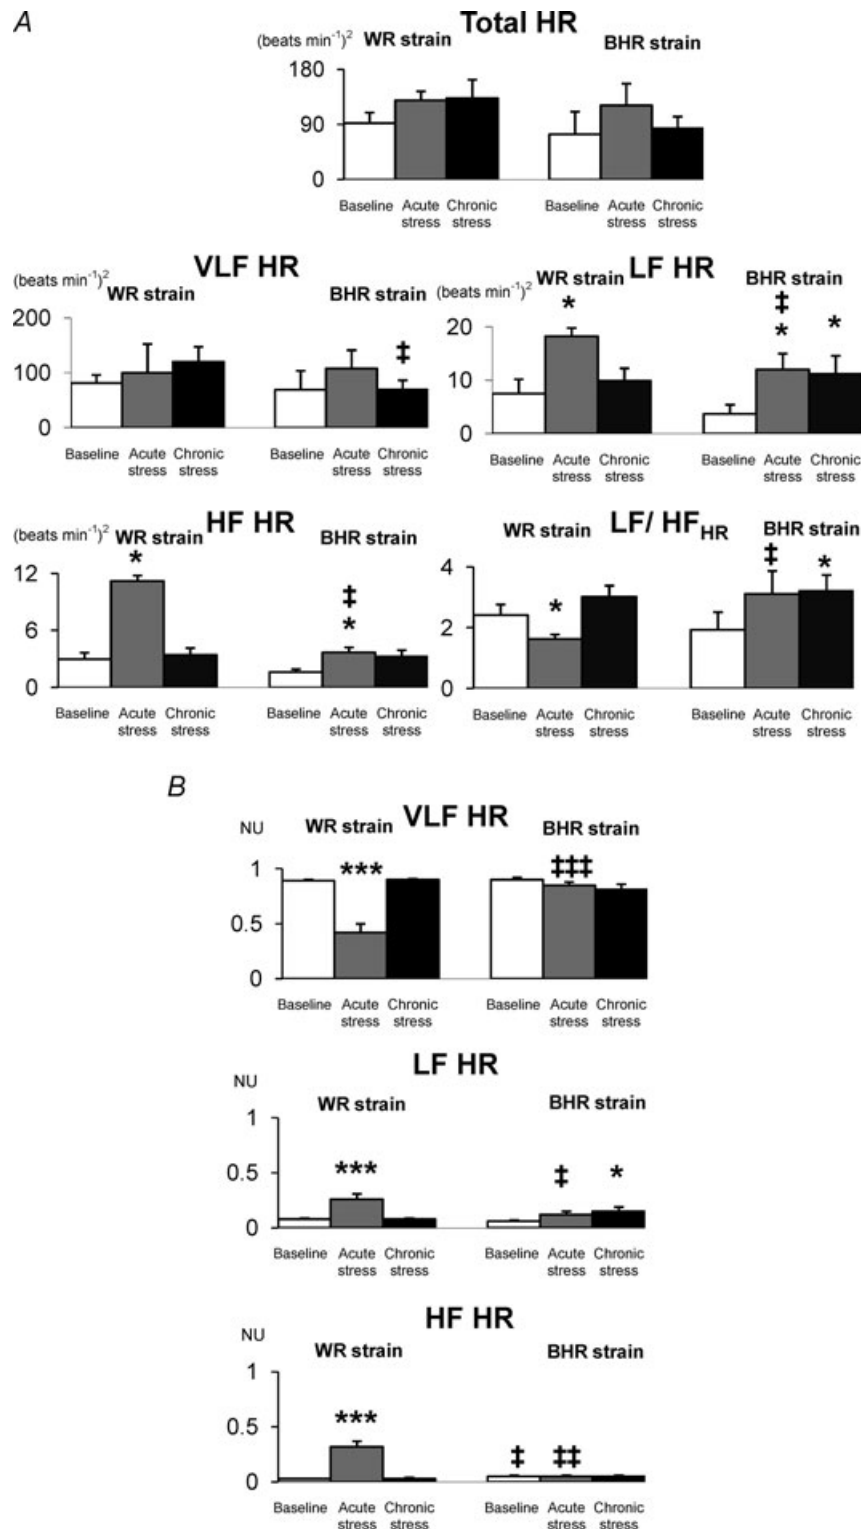 A
Total HR
(beats min⁻¹)²
WR strain
BHR strain
180
90
0
Baseline Acute stress Chronic stress
Baseline Acute stress Chronic stress
VLF HR
(beats min⁻¹)²
WR strain
BHR strain
200
100
0
‡
Baseline Acute stress Chronic stress
Baseline Acute stress Chronic stress
LF HR
(beats min⁻¹)²
WR strain
BHR strain
20
10
0
*
‡
*
*
Baseline Acute stress Chronic stress
Baseline Acute stress Chronic stress
HF HR
(beats min⁻¹)²
WR strain
BHR strain
12
6
0
*
‡
*
Baseline Acute stress Chronic stress
Baseline Acute stress Chronic stress
LF/ HF HR
WR strain
BHR strain
4
2
0
*
‡
*
Baseline Acute stress Chronic stress
Baseline Acute stress Chronic stress
B
VLF HR
NU
WR strain
BHR strain
1
0.5
0
***
‡‡‡
Baseline Acute stress Chronic stress
Baseline Acute stress Chronic stress
LF HR
NU
WR strain
BHR strain
1
0.5
0
***
‡
*
Baseline Acute stress Chronic stress
Baseline Acute stress Chronic stress
HF HR
NU
WR strain
BHR strain
1
0.5
0
***
‡
‡‡
Baseline Acute stress Chronic stress
Baseline Acute stress Chronic stress